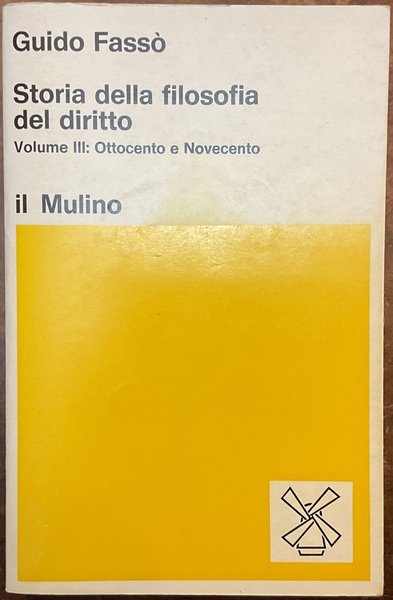 Guido Fassò
Storia della filosofia
del diritto
Volume III: Ottocento e Novecento
il Mulino